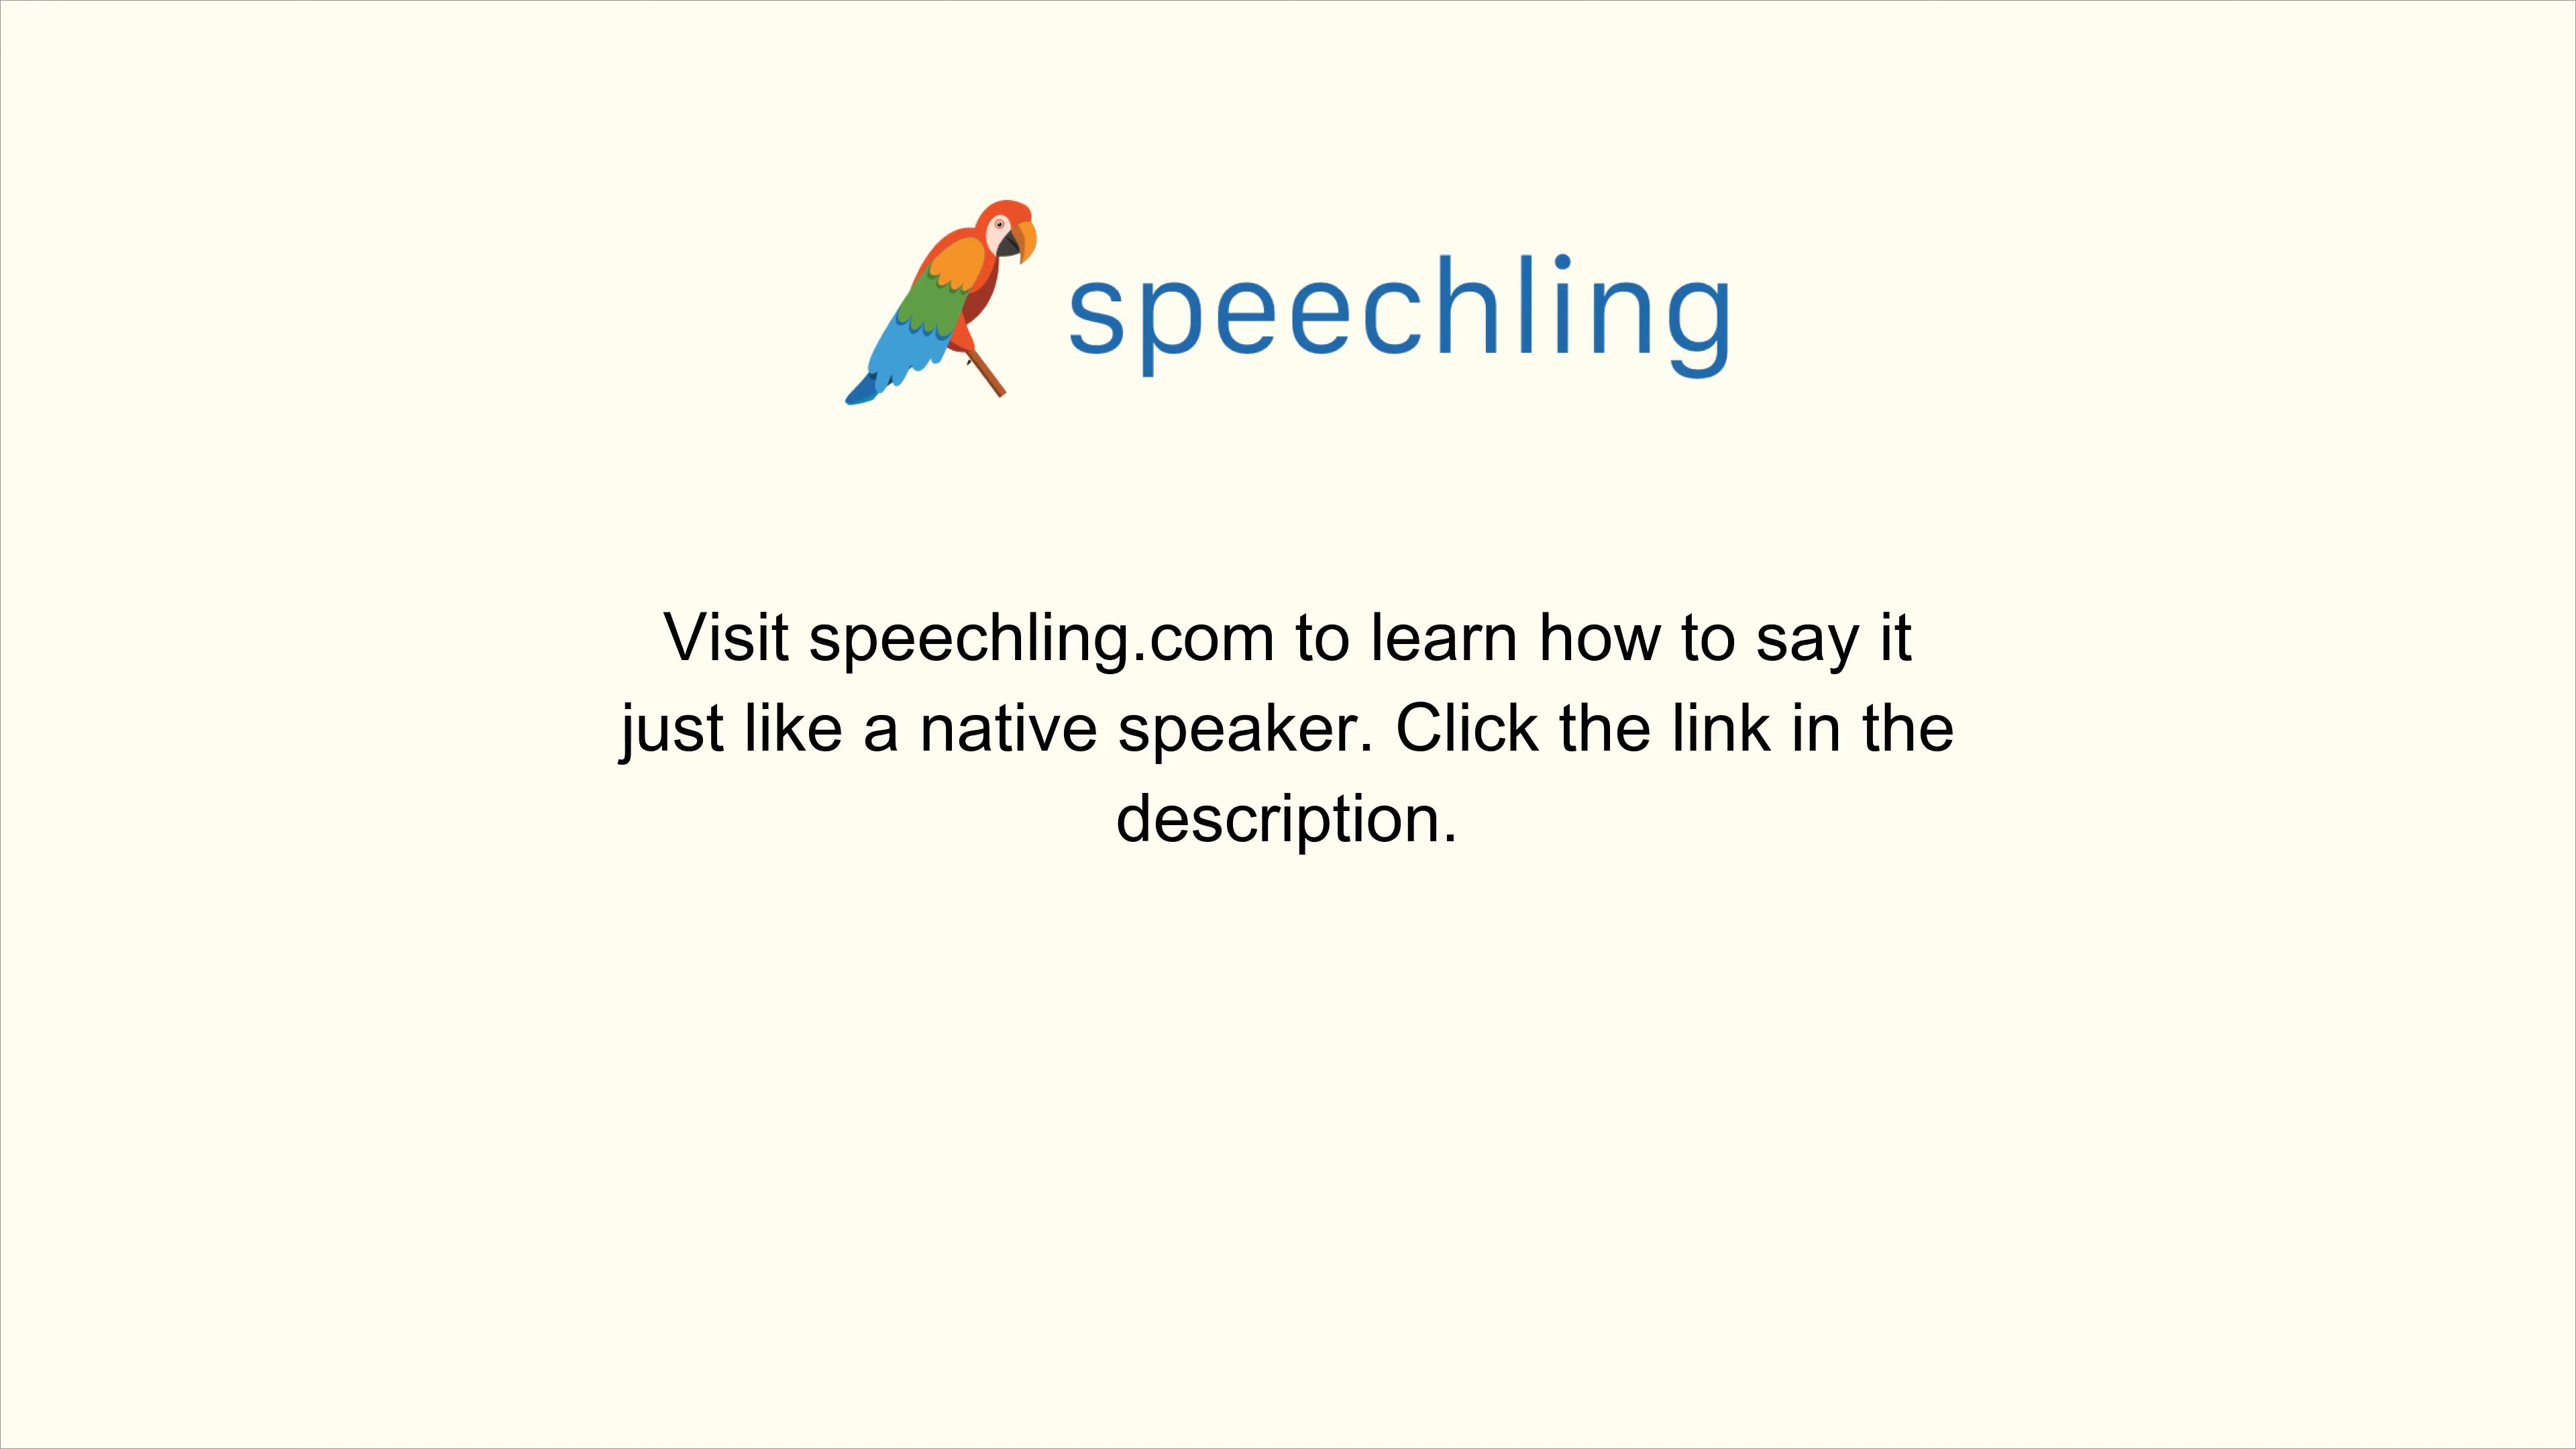 speechling
Visit speechling.com to learn how to say it
just like a native speaker. Click the link in the
description.